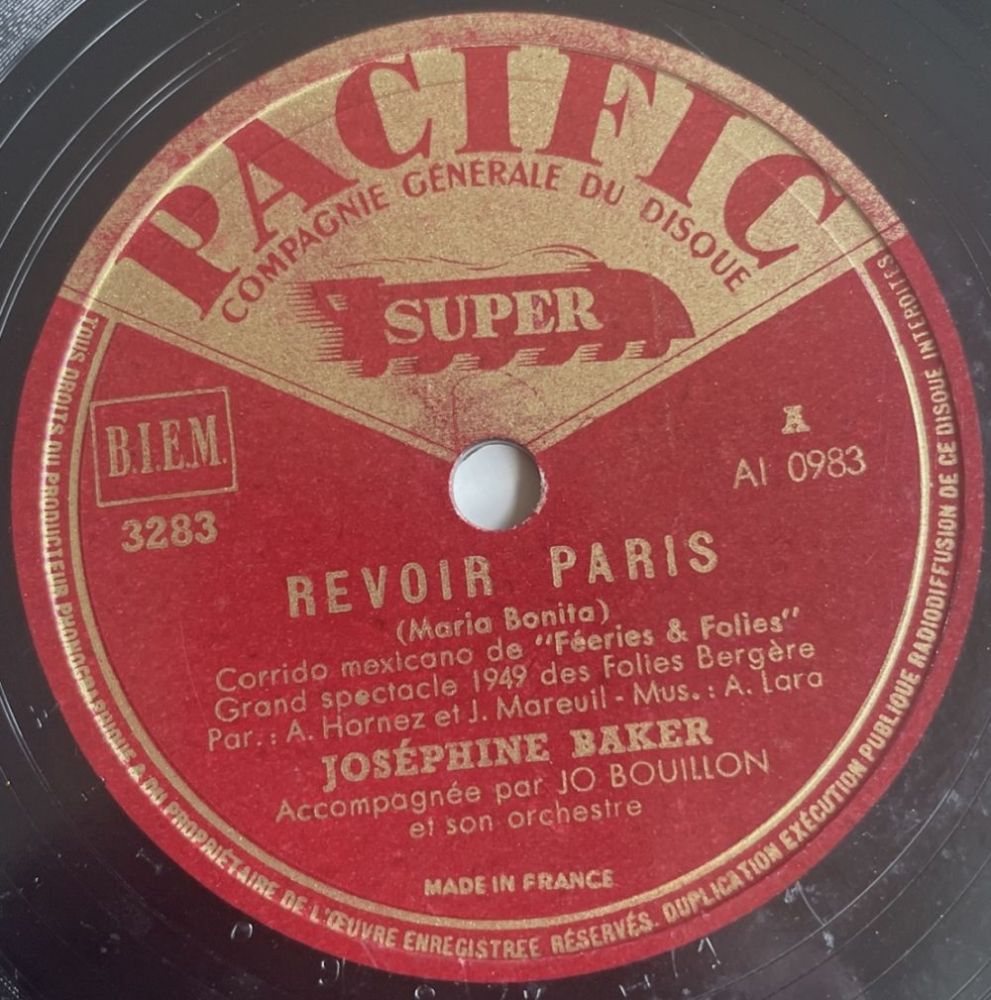 PACIFIC
COMPAGNIE GÉNÉRALE DU DISQUE
SUPER
B.I.E.M.
3283
A
AI 0983
REVOIR PARIS
(Maria Bonita)
Corrido mexicano de "Féeries & Folies"
Grand spectacle 1949 des Folies Bergère
Par.: A. Hornez et J. Mareuil - Mus.: A. Lara
JOSÉPHINE BAKER
Accompagnée par JO BOUILLON
et son orchestre
MADE IN FRANCE
TOUS DROITS DU PRODUCTEUR PHONOGRAPHIQUE & DU PROPRIÉTAIRE DE L'ŒUVRE ENREGISTREE RÉSERVÉS. DUPLICATION EXÉCUTION PUBLIQUE RADIODIFFUSION DE CE DISQUE INTERDITES